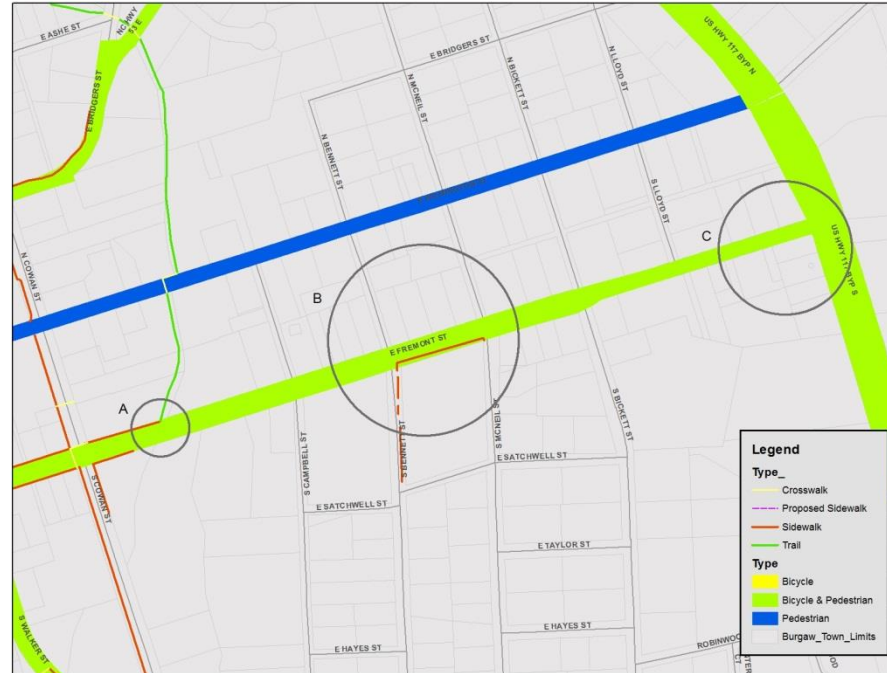 E ASHE ST
NC HWY
53 E
E BRIDGERS ST
E BRIDGERS ST
N MCNEIL ST
N BICKETT ST
N LLOYD ST
US HWY 117 BYP N
N BENNETT ST
S LLOYD ST
C
US HWY 117 BYP S
N COWAN ST
B
E FREMONT ST
A
S COWAN ST
S CAMPBELL ST
S BENNETT ST
S MCNEIL ST
S BICKETT ST
E SATCHWELL ST
E SATCHWELL ST
E TAYLOR ST
E HAYES ST
E HAYES ST
S WALKER ST
Legend
Type_
Crosswalk
Proposed Sidewalk
Sidewalk
Trail
Type
Bicycle
Bicycle & Pedestrian
Pedestrian
Burgaw_Town_Limits
ROBINWOO
CT